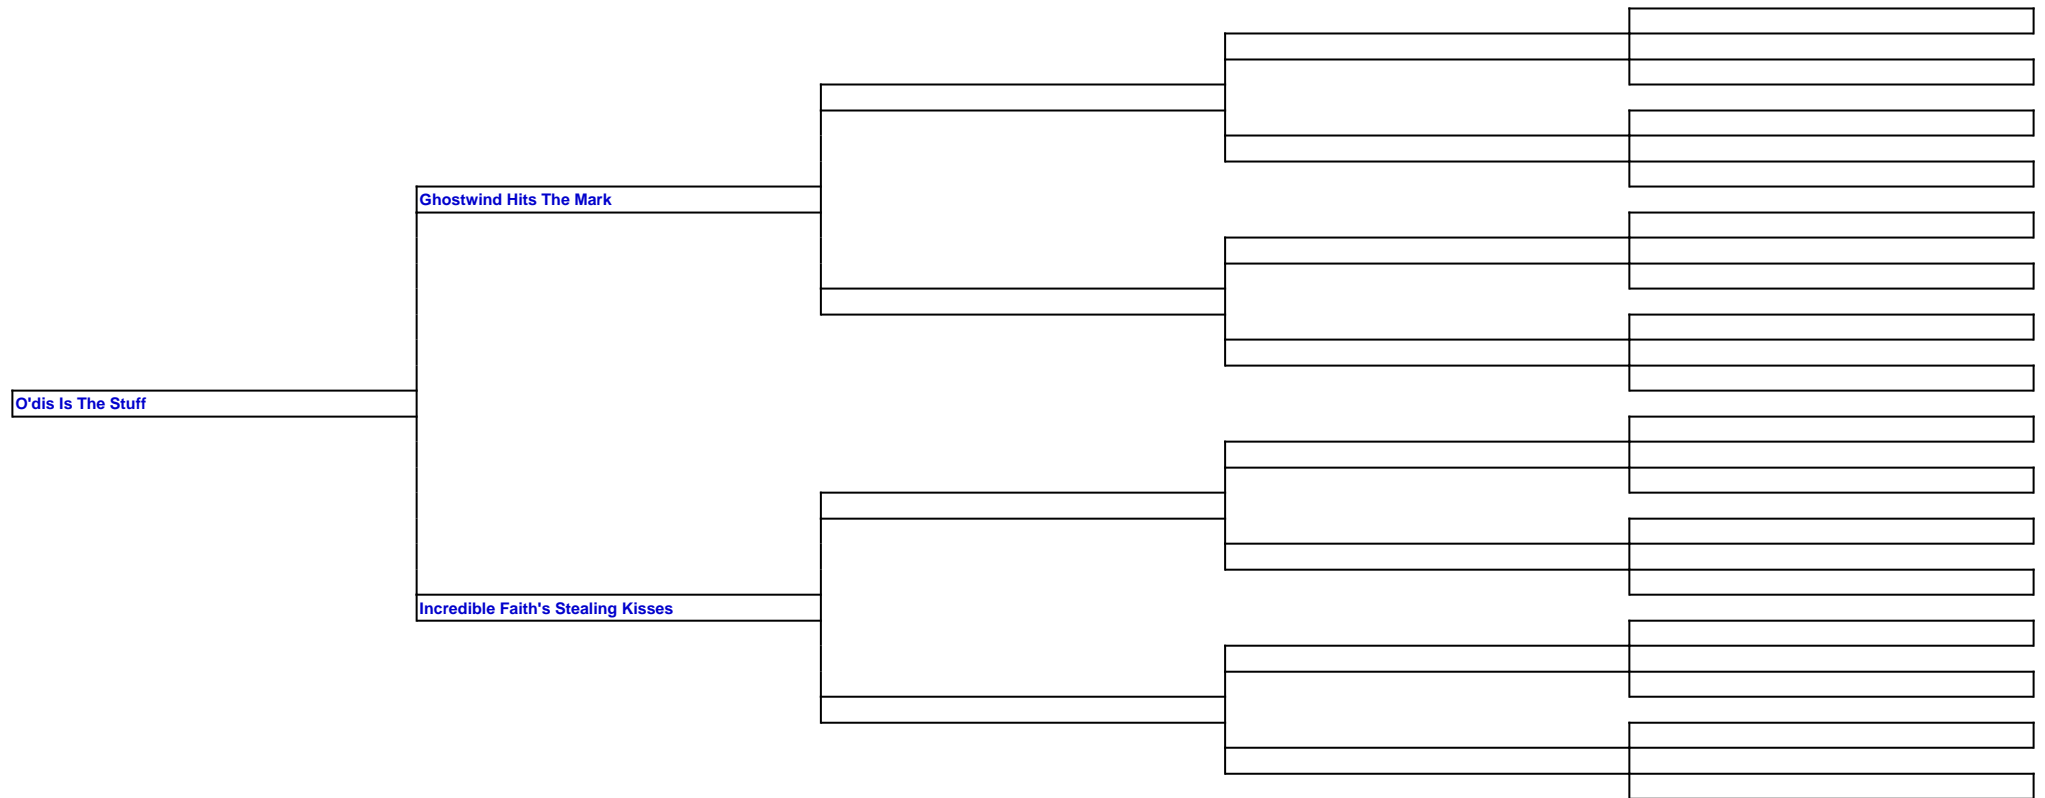 Ghostwind Hits The Mark
O'dis Is The Stuff
Incredible Faith's Stealing Kisses